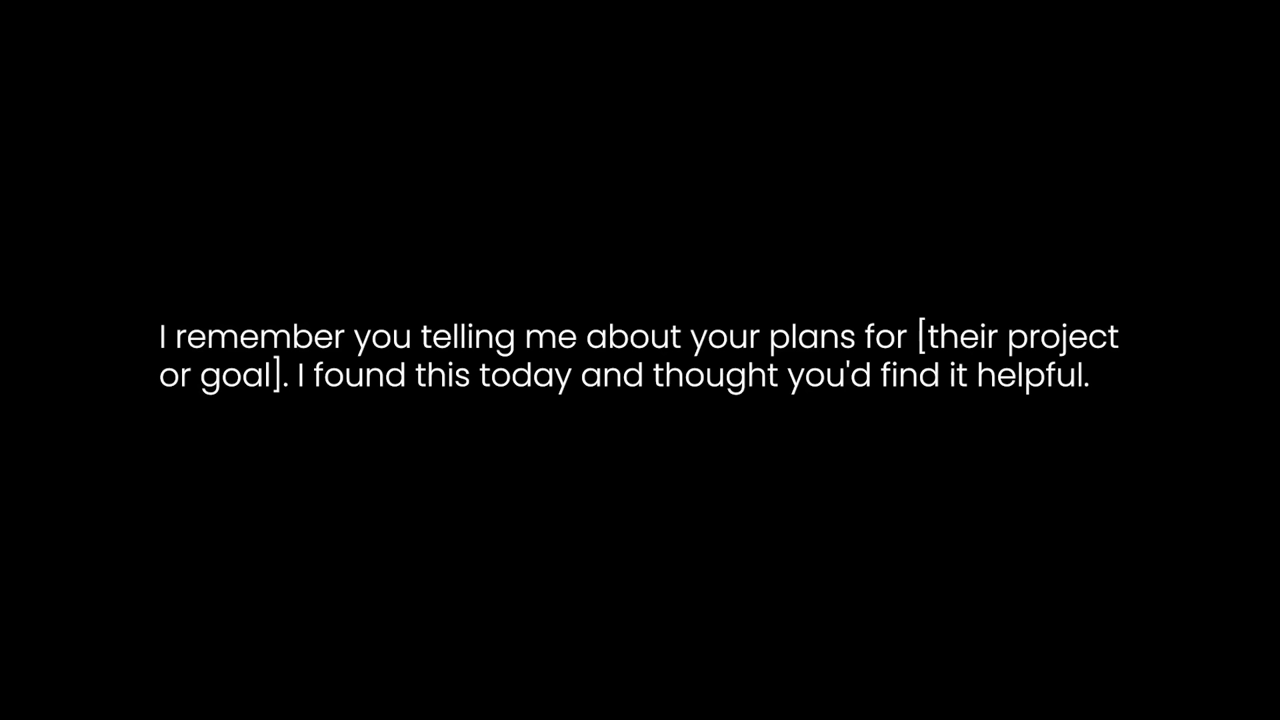 I remember you telling me about your plans for [their project
or goal]. I found this today and thought you'd find it helpful.